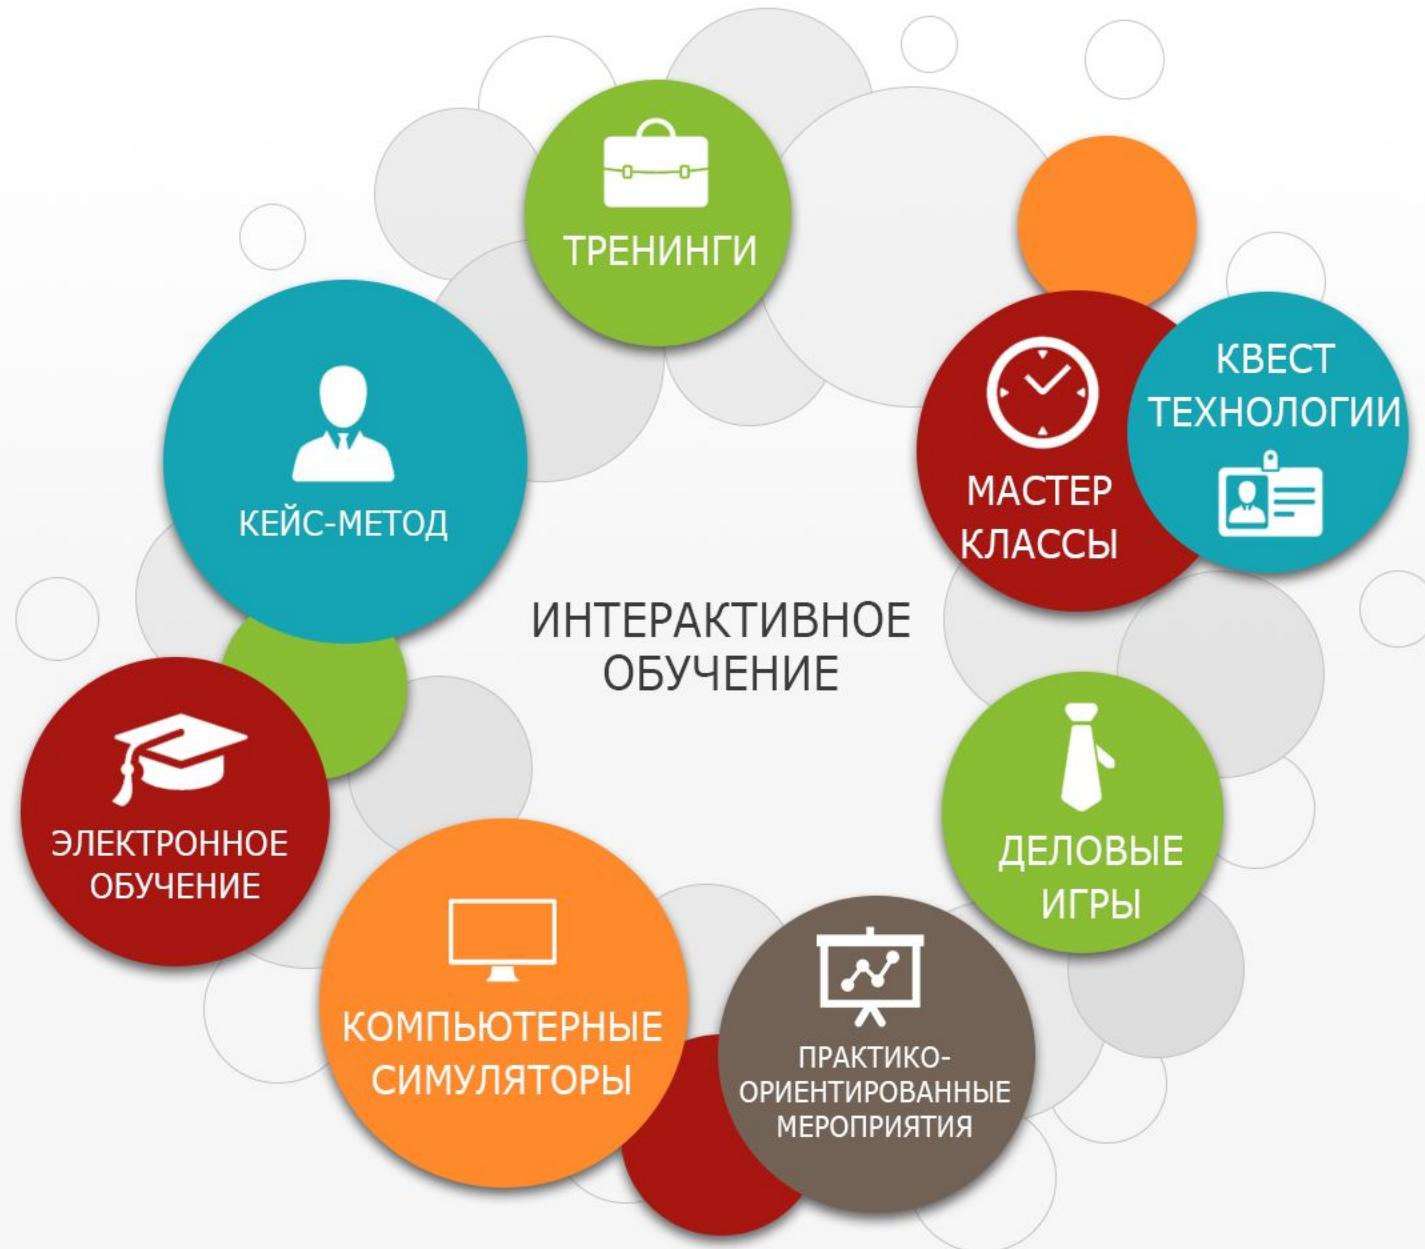 ТРЕНИНГИ
КВЕСТ
ТЕХНОЛОГИИ
МАСТЕР
КЛАССЫ
КЕЙС-МЕТОД
ИНТЕРАКТИВНОЕ
ОБУЧЕНИЕ
ЭЛЕКТРОННОЕ
ОБУЧЕНИЕ
ДЕЛОВЫЕ
ИГРЫ
КОМПЬЮТЕРНЫЕ
СИМУЛЯТОРЫ
ПРАКТИКО-
ОРИЕНТИРОВАННЫЕ
МЕРОПРИЯТИЯ